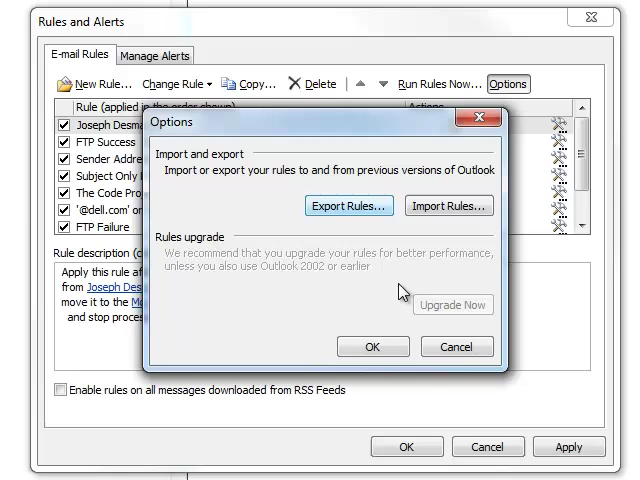 Rules and Alerts
E-mail Rules
Manage Alerts
New Rule...
Change Rule
Copy...
Delete
Run Rules Now...
Options
Rule (applied in the order shown)
Actions
Joseph Desma
FTP Success
Sender Addre
Subject Only
The Code Pro
'@dell.com' or
FTP Failure
Rule description (c
Apply this rule af
from Joseph Des
move it to the
and stop proce
Enable rules on all messages downloaded from RSS Feeds
OK
Cancel
Apply
Options
Import and export
Import or export your rules to and from previous versions of Outlook
Export Rules...
Import Rules...
Rules upgrade
We recommend that you upgrade your rules for better performance,
unless you also use Outlook 2002 or earlier
Upgrade Now
OK
Cancel